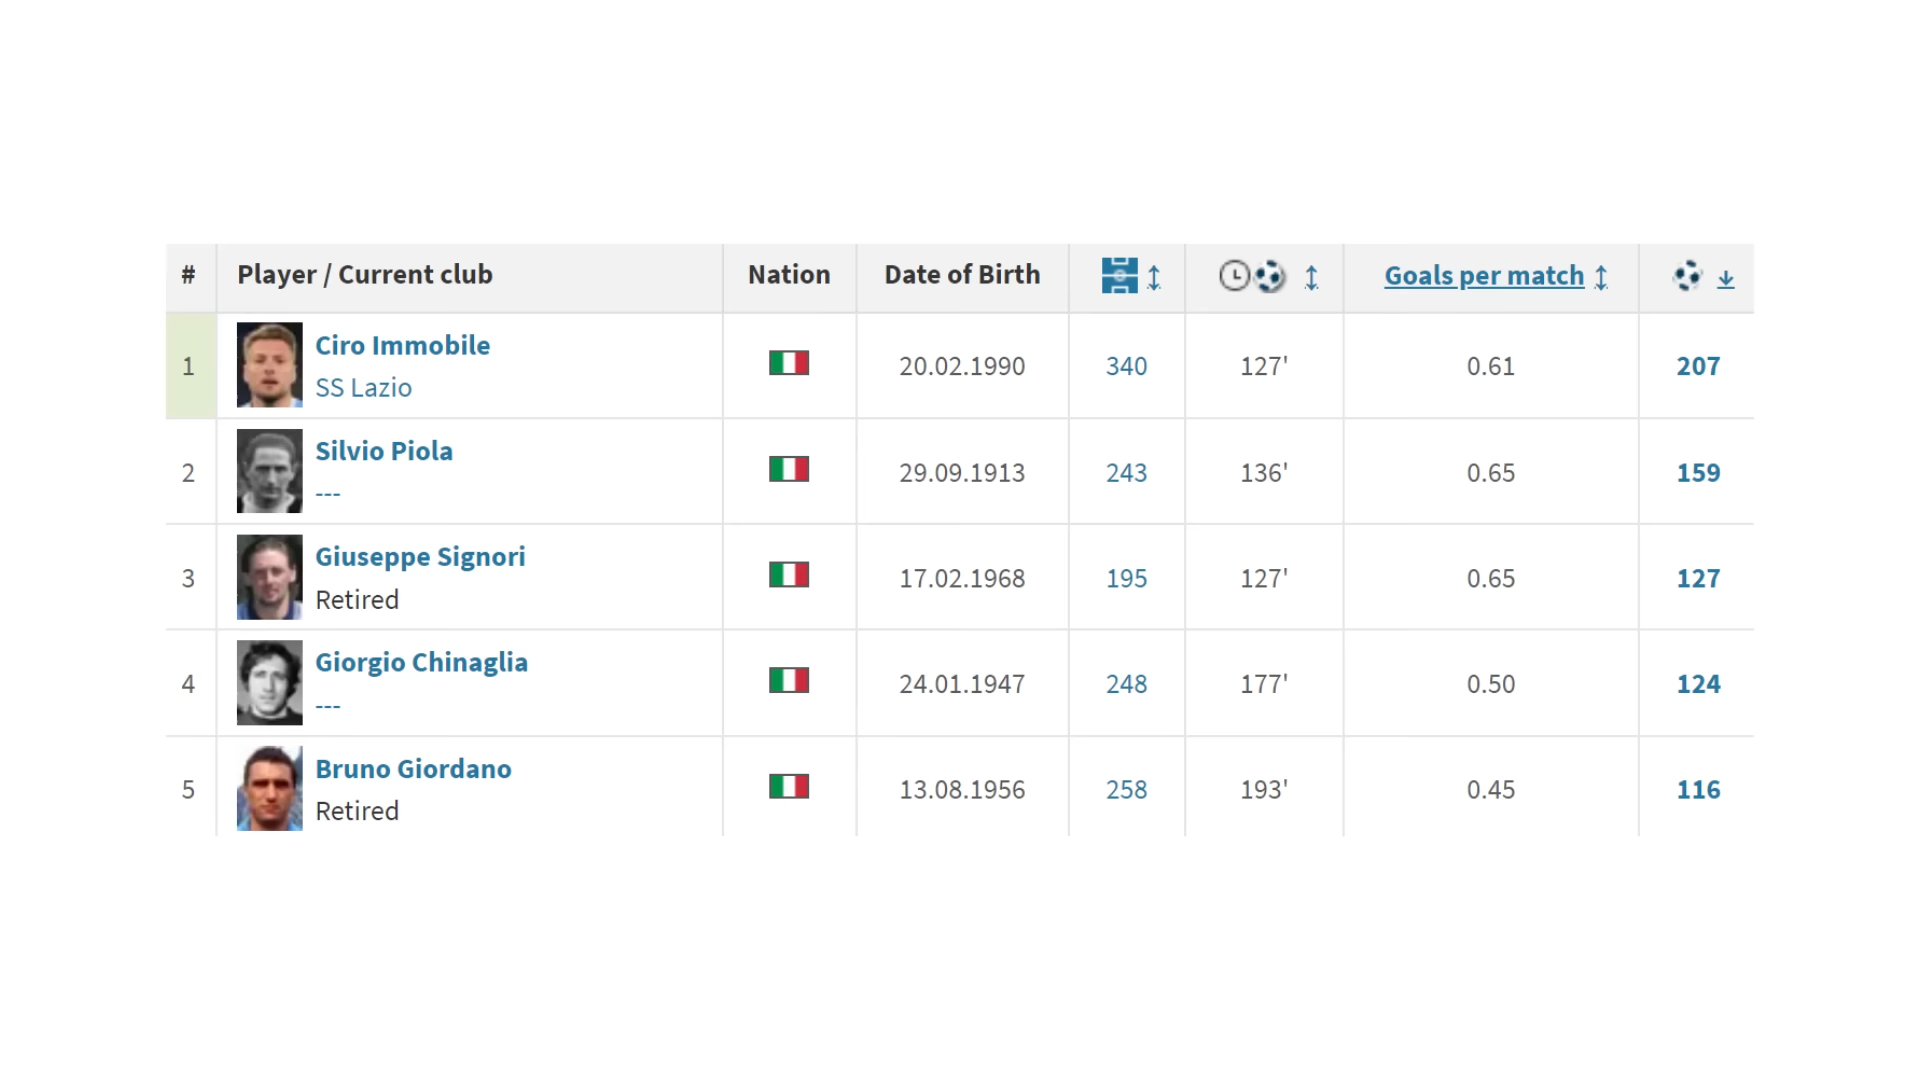 # Player / Current club Nation Date of Birth Goals per match
1 Ciro Immobile 20.02.1990 340 127' 0.61 207
SS Lazio
2 Silvio Piola 29.09.1913 243 136' 0.65 159
---
3 Giuseppe Signori 17.02.1968 195 127' 0.65 127
Retired
4 Giorgio Chinaglia 24.01.1947 248 177' 0.50 124
---
5 Bruno Giordano 13.08.1956 258 193' 0.45 116
Retired